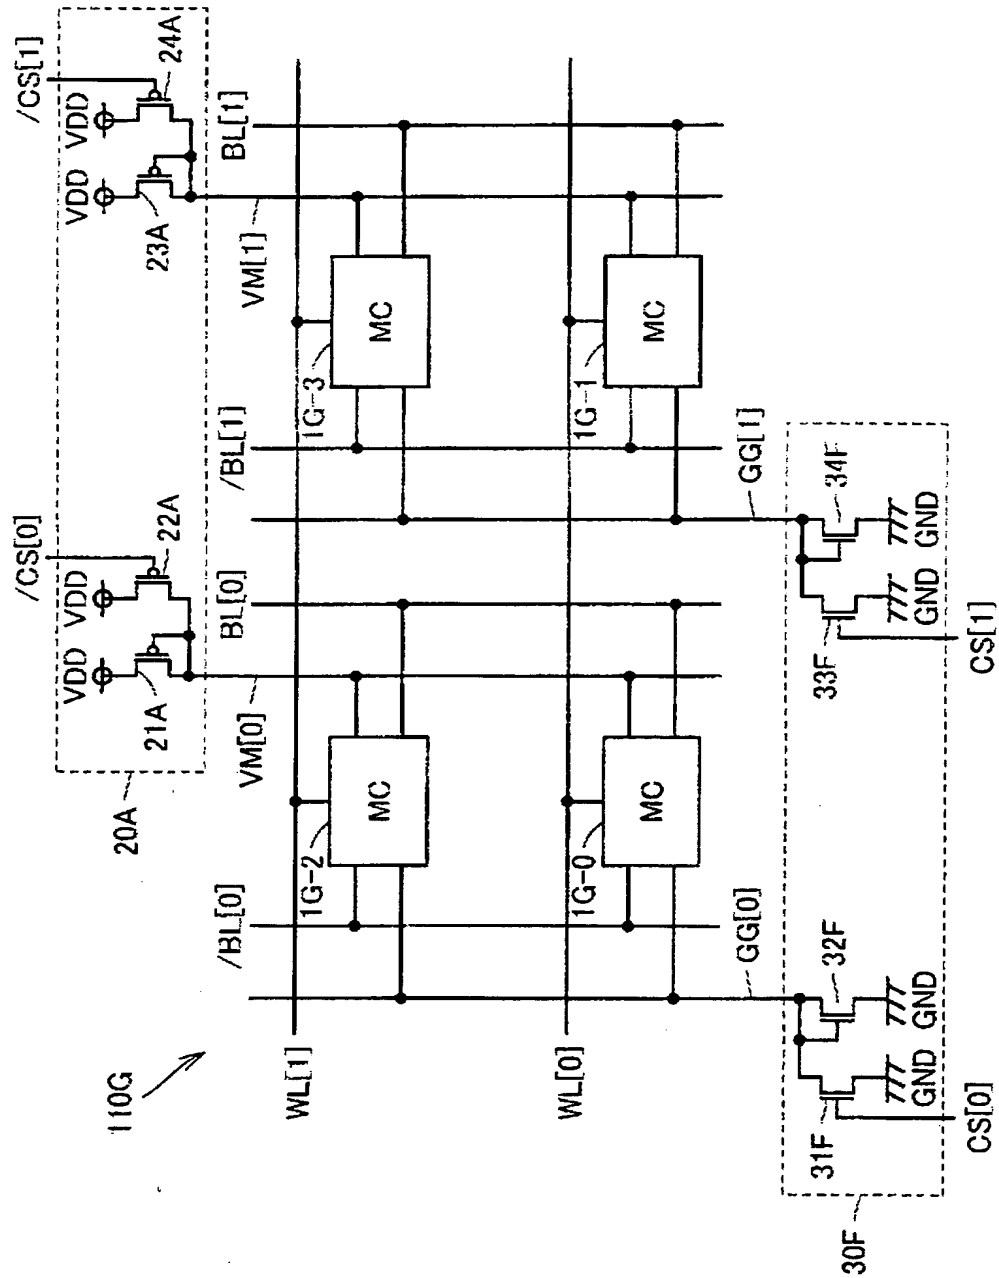 110G
20A
/CS[0]
/CS[1]
VDD
VDD
VDD
VDD
21A
22A
23A
24A
/BL[0]
VM[0]
BL[0]
/BL[1]
VM[1]
BL[1]
WL[1]
1G-2
MC
1G-3
MC
WL[0]
1G-0
MC
1G-1
MC
GG[0]
GG[1]
30F
31F
32F
33F
34F
GND
GND
GND
GND
CS[0]
CS[1]